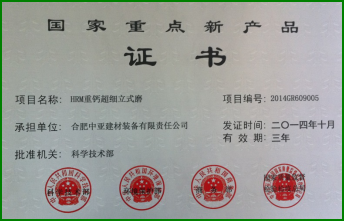 国家重点新产品
证书
项目名称： HRM重钙超细立式磨
项目编号：2014GR609005
承担单位：合肥中亚建材装备有限责任公司
发证时间：二〇一四年十月
有效期：三年
批准机关：科学技术部